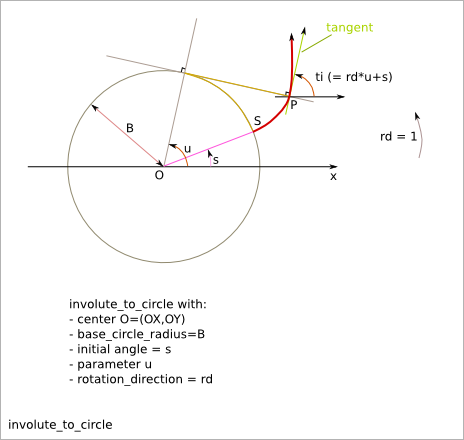 tangent
ti (= rd*u+s)
P
S
B
u
s
rd = 1
O
x
involute_to_circle with:
- center O=(OX,OY)
- base_circle_radius=B
- initial angle = s
- parameter u
- rotation_direction = rd
involute_to_circle